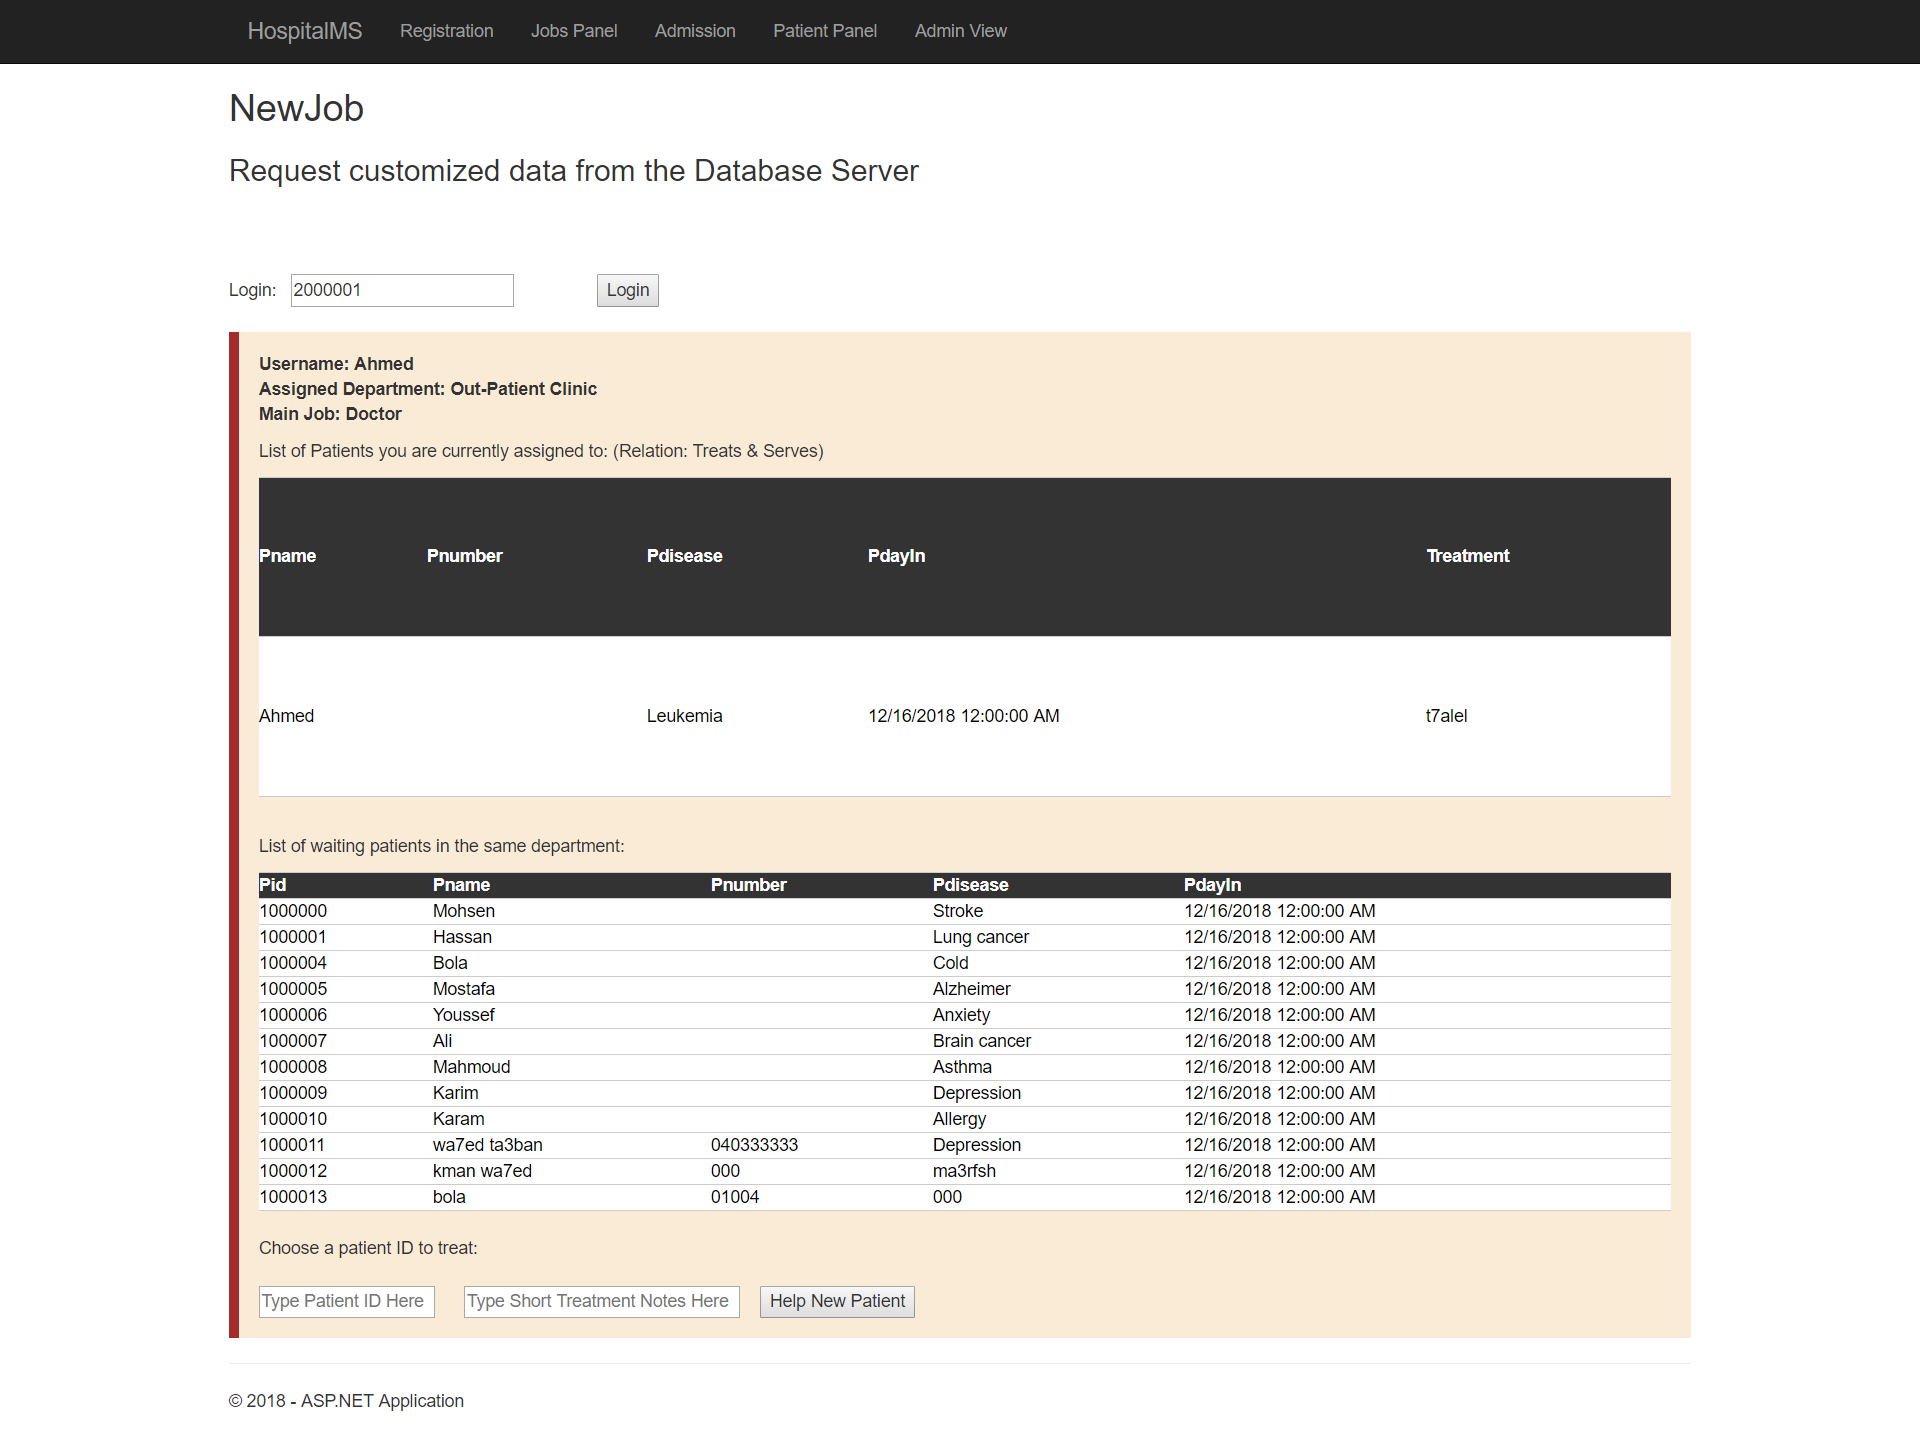 HospitalMS Registration Jobs Panel Admission Patient Panel Admin View
NewJob
Request customized data from the Database Server
Login: 2000001 Login
Username: Ahmed
Assigned Department: Out-Patient Clinic
Main Job: Doctor
List of Patients you are currently assigned to: (Relation: Treats & Serves)
Pname Pnumber Pdisease PdayIn Treatment
Ahmed Leukemia 12/16/2018 12:00:00 AM t7alel
List of waiting patients in the same department:
Pid Pname Pnumber Pdisease PdayIn
1000000 Mohsen Stroke 12/16/2018 12:00:00 AM
1000001 Hassan Lung cancer 12/16/2018 12:00:00 AM
1000004 Bola Cold 12/16/2018 12:00:00 AM
1000005 Mostafa Alzheimer 12/16/2018 12:00:00 AM
1000006 Youssef Anxiety 12/16/2018 12:00:00 AM
1000007 Ali Brain cancer 12/16/2018 12:00:00 AM
1000008 Mahmoud Asthma 12/16/2018 12:00:00 AM
1000009 Karim Depression 12/16/2018 12:00:00 AM
1000010 Karam Allergy 12/16/2018 12:00:00 AM
1000011 wa7ed ta3ban 040333333 Depression 12/16/2018 12:00:00 AM
1000012 kman wa7ed 000 ma3rfsh 12/16/2018 12:00:00 AM
1000013 bola 01004 000 12/16/2018 12:00:00 AM
Choose a patient ID to treat:
Type Patient ID Here Type Short Treatment Notes Here Help New Patient
© 2018 - ASP.NET Application